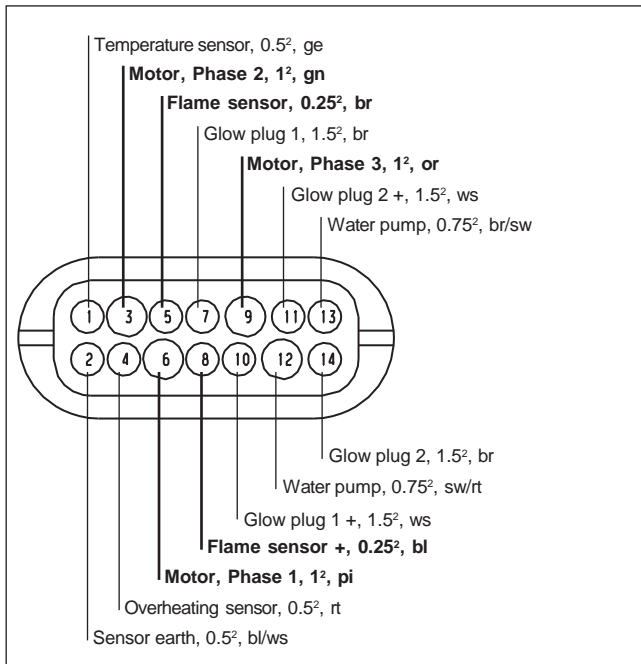 Temperature sensor, 0.5², ge
Motor, Phase 2, 1², gn
Flame sensor, 0.25², br
Glow plug 1, 1.5², br
Motor, Phase 3, 1², or
Glow plug 2 +, 1.5², ws
Water pump, 0.75², br/sw
1 3 5 7 9 11 13
2 4 6 8 10 12 14
Glow plug 2, 1.5², br
Water pump, 0.75², sw/rt
Glow plug 1 +, 1.5², ws
Flame sensor +, 0.25², bl
Motor, Phase 1, 1², pi
Overheating sensor, 0.5², rt
Sensor earth, 0.5², bl/ws